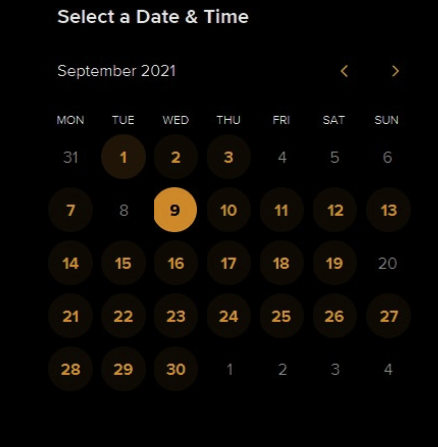 Select a Date & Time
September 2021
MON TUE WED THU FRI SAT SUN
31 1 2 3 4 5 6
7 8 9 10 11 12 13
14 15 16 17 18 19 20
21 22 23 24 25 26 27
28 29 30 1 2 3 4